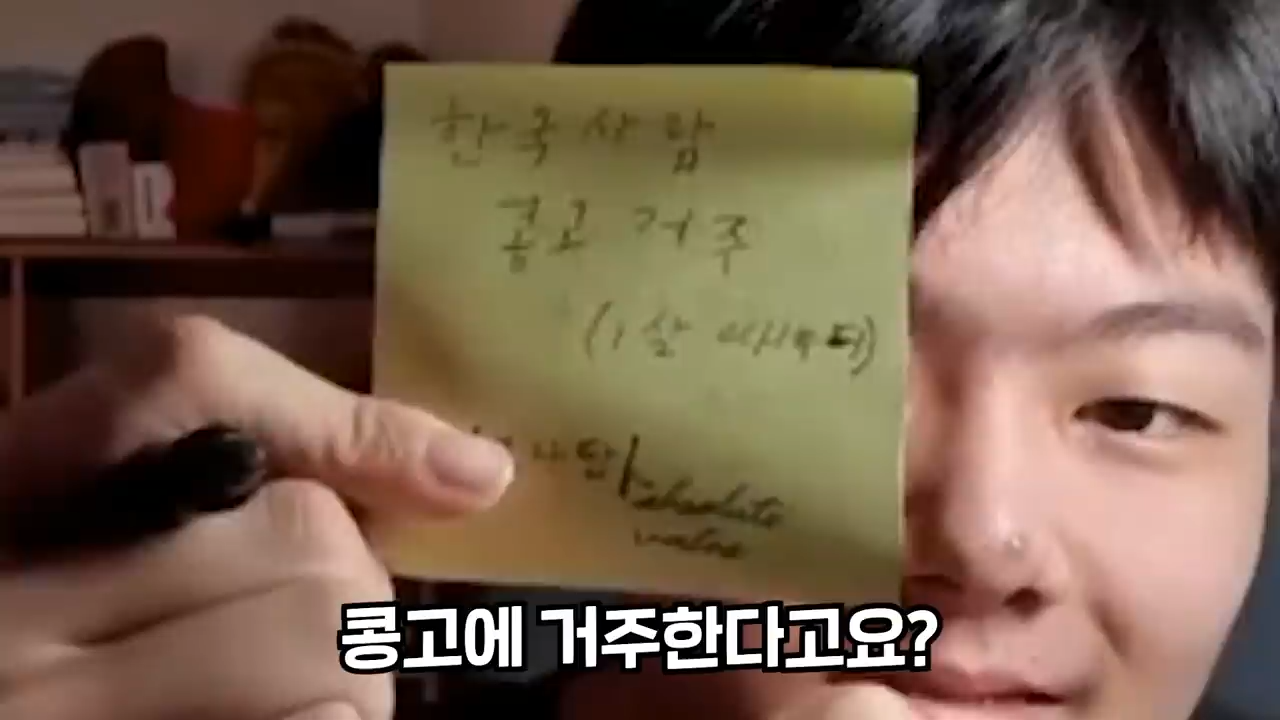 한국 사람
콩고 거주
(1살 때부터)
absolute
value
콩고에 거주한다고요?